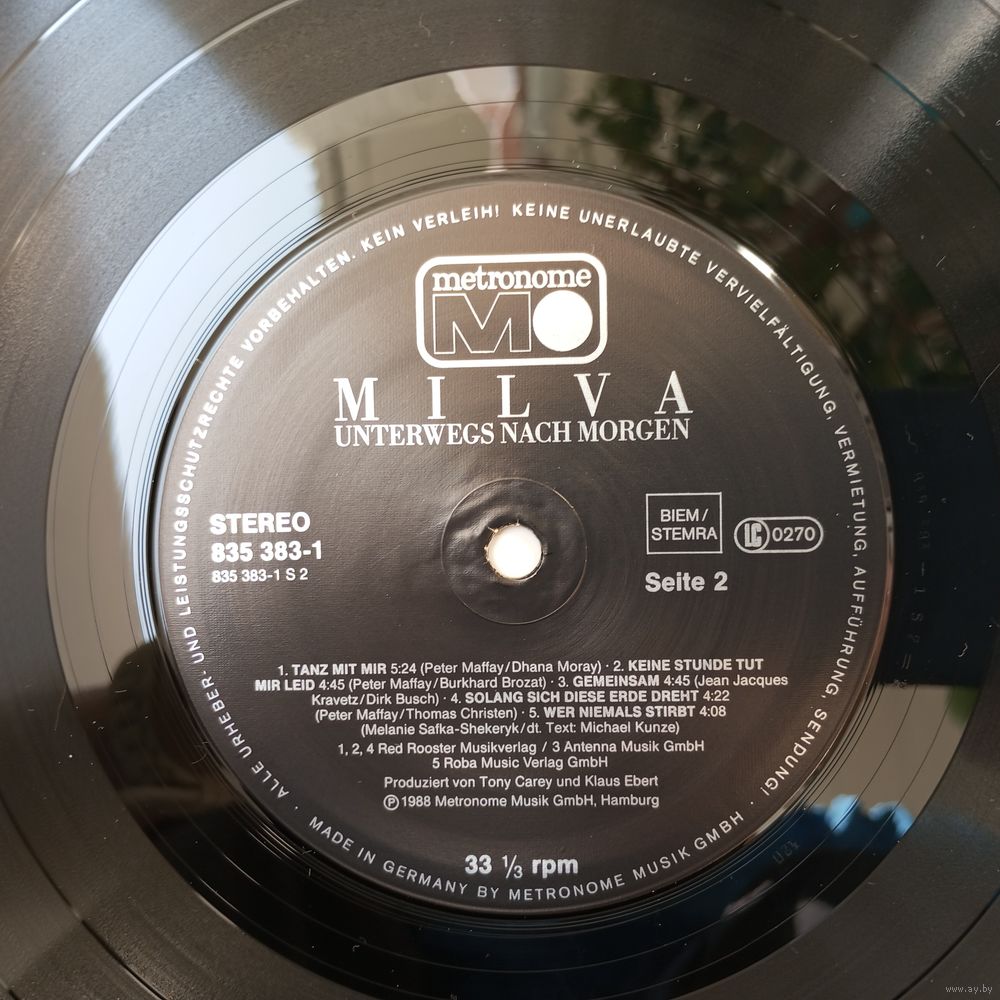 ALLE URHEBER UND LEISTUNGSSCHUTZRECHTE VORBEHALTEN. KEIN VERLEIH! KEINE UNERLAUBTE VERVIELFÄLTIGUNG, VERMIETUNG, AUFFÜHRUNG, SENDUNG!
metronome
M
MILVA
UNTERWEGS NACH MORGEN
STEREO
835 383-1
835 383-1 S 2
BIEM/
STEMRA
LC 0270
Seite 2
1. TANZ MIT MIR 5:24 (Peter Maffay/Dhana Moray) · 2. KEINE STUNDE TUT
MIR LEID 4:45 (Peter Maffay/Burkhard Brozat) · 3. GEMEINSAM 4:45 (Jean Jacques
Kravetz/Dirk Busch) · 4. SOLANG SICH DIESE ERDE DREHT 4:22
(Peter Maffay/Thomas Christen) · 5. WER NIEMALS STIRBT 4:08
(Melanie Safka-Shekeryk/dt. Text: Michael Kunze)
1, 2, 4 Red Rooster Musikverlag / 3 Antenna Musik GmbH
5 Roba Music Verlag GmbH
Produziert von Tony Carey und Klaus Ebert
Ⓟ 1988 Metronome Musik GmbH, Hamburg
33 ⅓ rpm
· MADE IN GERMANY BY METRONOME MUSIK GMBH ·
www.ay.by